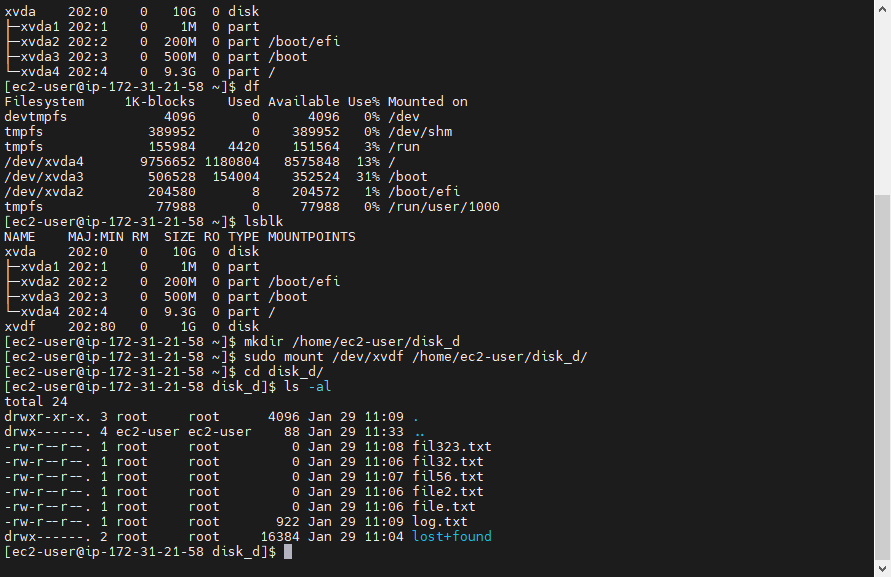 xvda    202:0    0   10G  0 disk
├─xvda1 202:1    0    1M  0 part
├─xvda2 202:2    0  200M  0 part /boot/efi
├─xvda3 202:3    0  500M  0 part /boot
└─xvda4 202:4    0  9.3G  0 part /
[ec2-user@ip-172-31-21-58 ~]$ df
Filesystem     1K-blocks    Used Available Use% Mounted on
devtmpfs            4096       0      4096   0% /dev
tmpfs             389952       0    389952   0% /dev/shm
tmpfs             155984    4420    151564   3% /run
/dev/xvda4       9756652 1180804   8575848  13% /
/dev/xvda3        506528  154004    352524  31% /boot
/dev/xvda2        204580       8    204572   1% /boot/efi
tmpfs              77988       0     77988   0% /run/user/1000
[ec2-user@ip-172-31-21-58 ~]$ lsblk
NAME    MAJ:MIN RM  SIZE RO TYPE MOUNTPOINTS
xvda    202:0    0   10G  0 disk
├─xvda1 202:1    0    1M  0 part
├─xvda2 202:2    0  200M  0 part /boot/efi
├─xvda3 202:3    0  500M  0 part /boot
└─xvda4 202:4    0  9.3G  0 part /
xvdf    202:80   0    1G  0 disk
[ec2-user@ip-172-31-21-58 ~]$ mkdir /home/ec2-user/disk_d
[ec2-user@ip-172-31-21-58 ~]$ sudo mount /dev/xvdf /home/ec2-user/disk_d/
[ec2-user@ip-172-31-21-58 ~]$ cd disk_d/
[ec2-user@ip-172-31-21-58 disk_d]$ ls -al
total 24
drwxr-xr-x. 3 root     root      4096 Jan 29 11:09 .
drwx------. 4 ec2-user ec2-user    88 Jan 29 11:33 ..
-rw-r--r--. 1 root     root         0 Jan 29 11:08 fil323.txt
-rw-r--r--. 1 root     root         0 Jan 29 11:06 fil32.txt
-rw-r--r--. 1 root     root         0 Jan 29 11:07 fil56.txt
-rw-r--r--. 1 root     root         0 Jan 29 11:06 file2.txt
-rw-r--r--. 1 root     root         0 Jan 29 11:06 file.txt
-rw-r--r--. 1 root     root       922 Jan 29 11:09 log.txt
drwx------. 2 root     root     16384 Jan 29 11:04 lost+found
[ec2-user@ip-172-31-21-58 disk_d]$